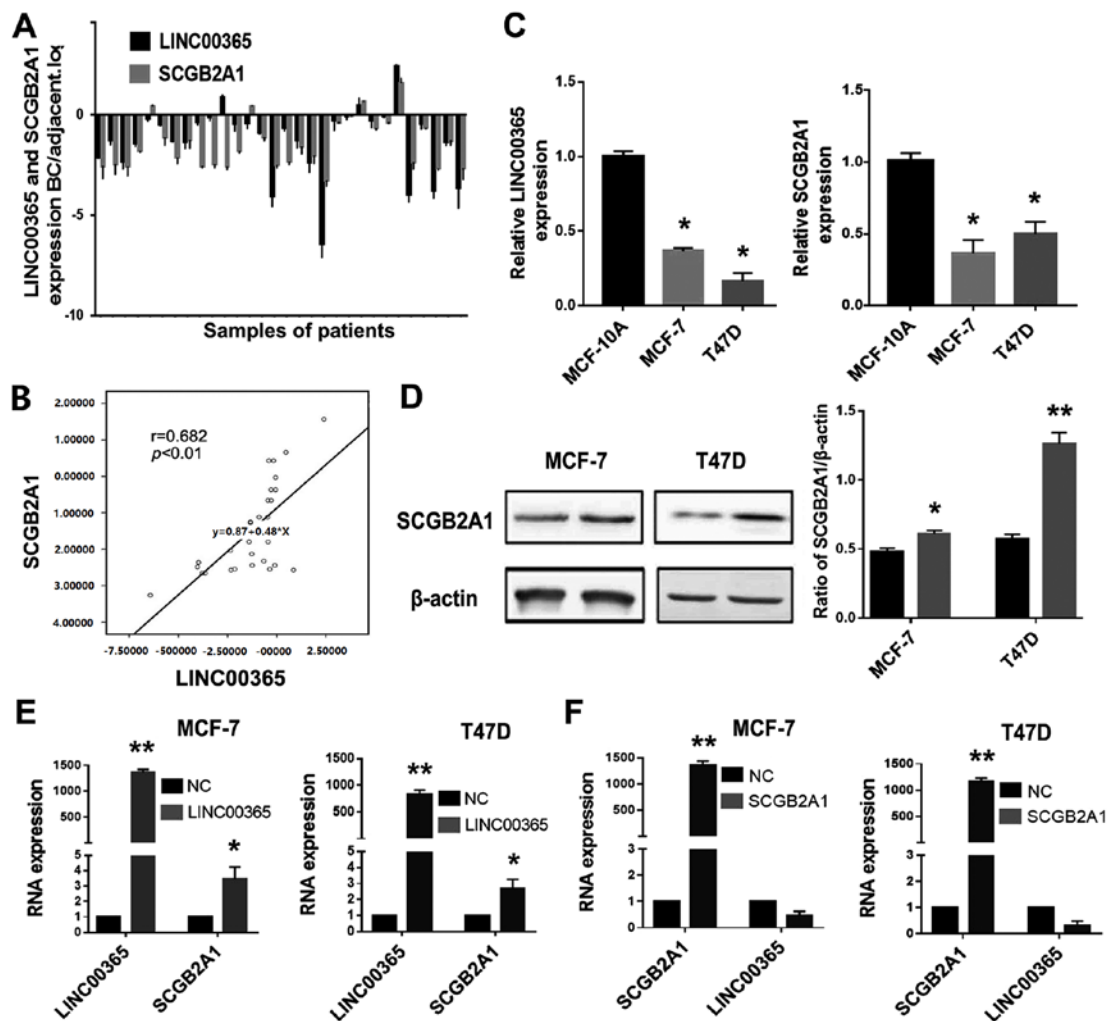 A
LINC00365
SCGB2A1
LINC00365 and SCGB2A1
expression BC/adjacent.log
0
-5
-10
Samples of patients
C
Relative LINC00365
expression
1.5
1.0
0.5
0.0
*
*
MCF-10A
MCF-7
T47D
Relative SCGB2A1
expression
1.5
1.0
0.5
0.0
*
*
MCF-10A
MCF-7
T47D
B
SCGB2A1
2.00000
1.00000
0.00000
1.00000
2.00000
3.00000
4.00000
r=0.682
p<0.01
y=0.87+0.48*X
-7.50000
-500000
-2.50000
-00000
2.50000
LINC00365
D
MCF-7
T47D
SCGB2A1
β-actin
Ratio of SCGB2A1/β-actin
1.5
1.0
0.5
0.0
*
**
MCF-7
T47D
E
MCF-7
RNA expression
1500
1000
500
5
4
3
2
1
0
**
*
NC
LINC00365
LINC00365
SCGB2A1
T47D
RNA expression
1500
1000
500
5
4
3
2
1
0
**
*
NC
LINC00365
LINC00365
SCGB2A1
F
MCF-7
RNA expression
1500
1000
500
3
2
1
0
**
NC
SCGB2A1
SCGB2A1
LINC00365
T47D
RNA expression
1500
1000
500
3
2
1
0
**
NC
SCGB2A1
SCGB2A1
LINC00365